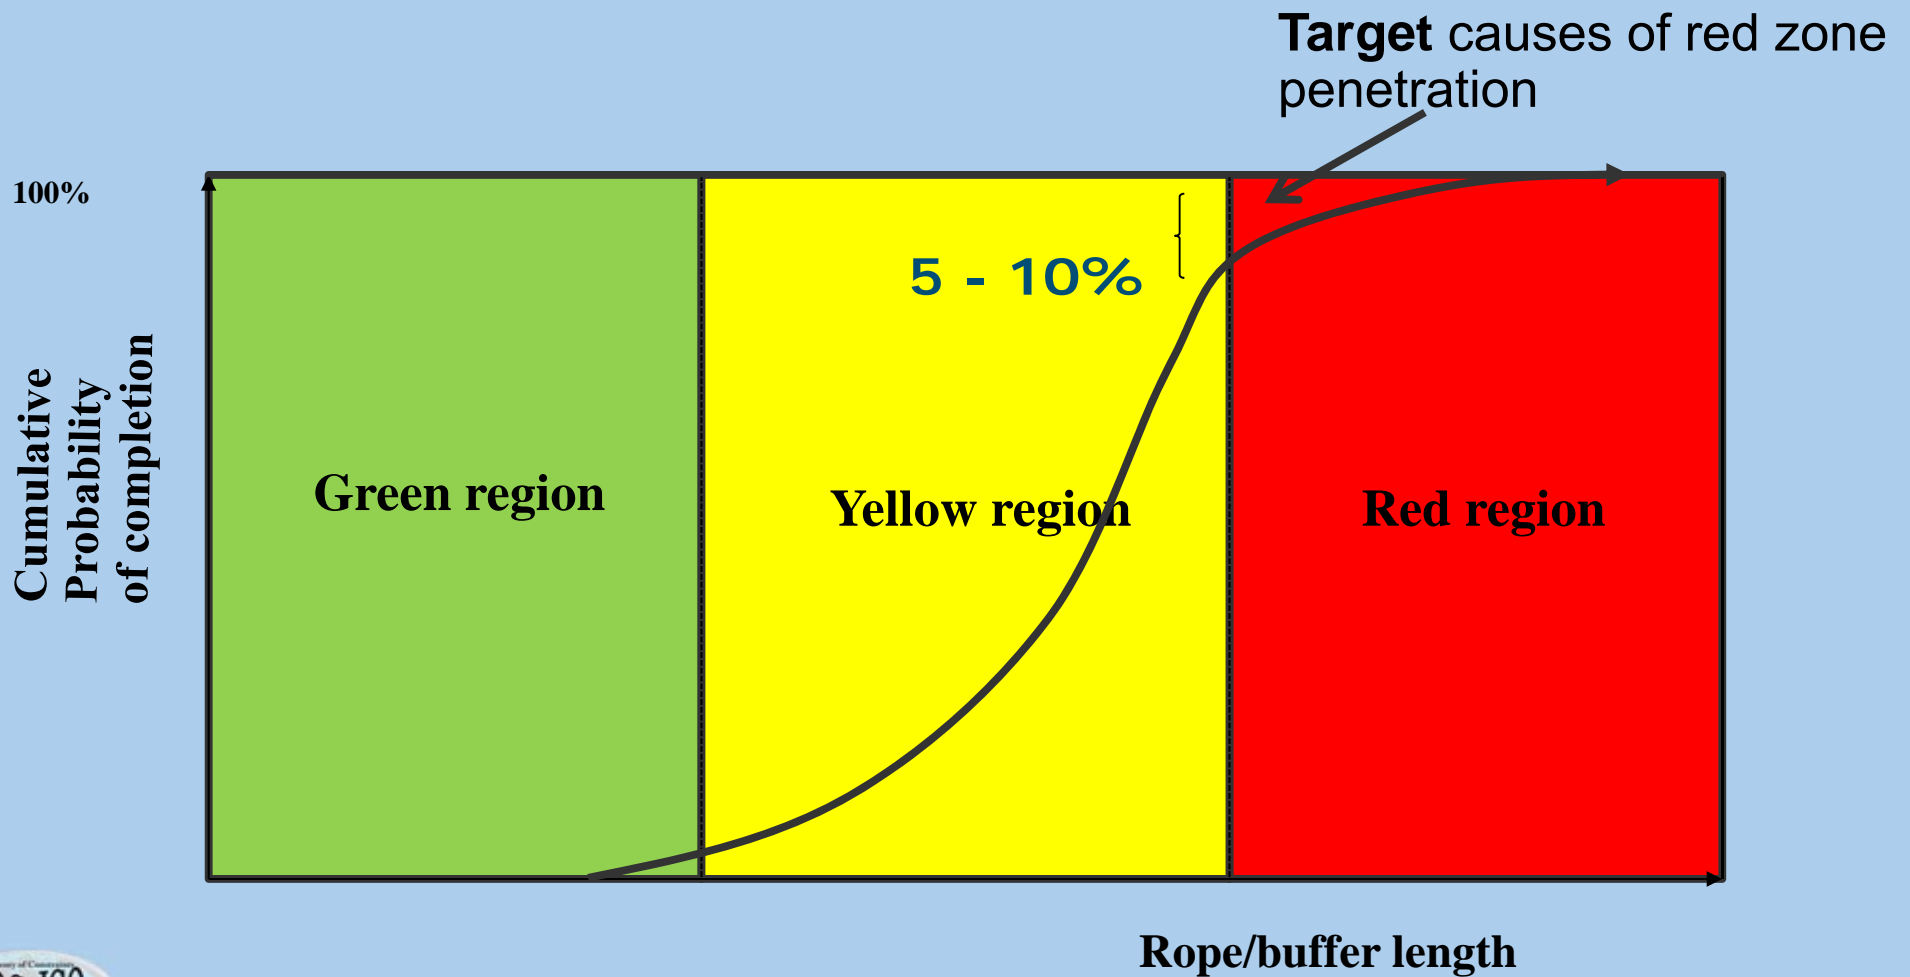 Target causes of red zone
penetration
100%
5 - 10%
Cumulative
Probability
of completion
Green region
Yellow region
Red region
Rope/buffer length